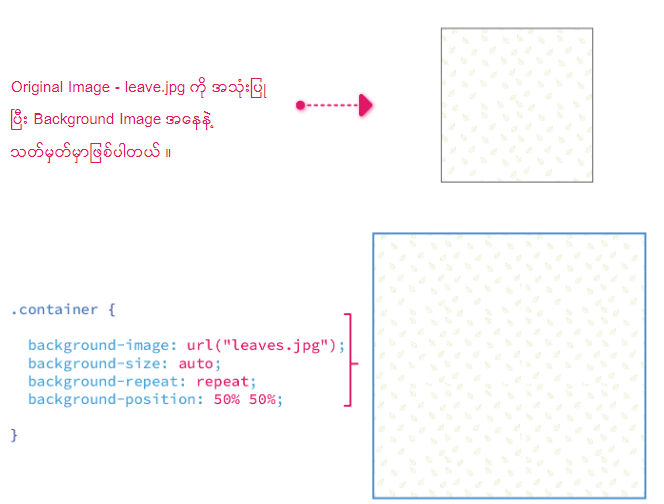 Original Image - leave.jpg ကို အသုံးပြု
ပြီး Background Image အနေနဲ့
သတ်မှတ်မှာဖြစ်ပါတယ် ။
.container {
background-image: url("leaves.jpg");
background-size: auto;
background-repeat: repeat;
background-position: 50% 50%;
}